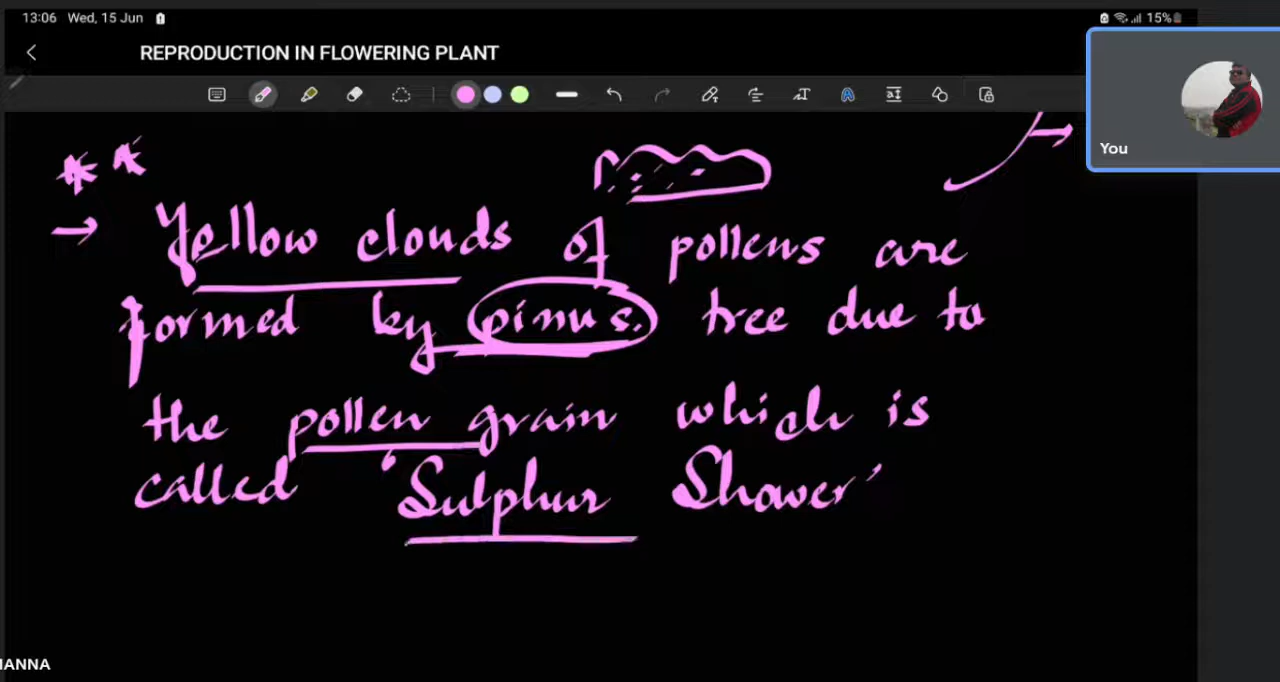 13:06 Wed, 15 Jun
15%
REPRODUCTION IN FLOWERING PLANT
You
→ Yellow clouds of pollens are
formed by pinus. tree due to
the pollen grain which is
called 'Sulphur Shower'
MANNA